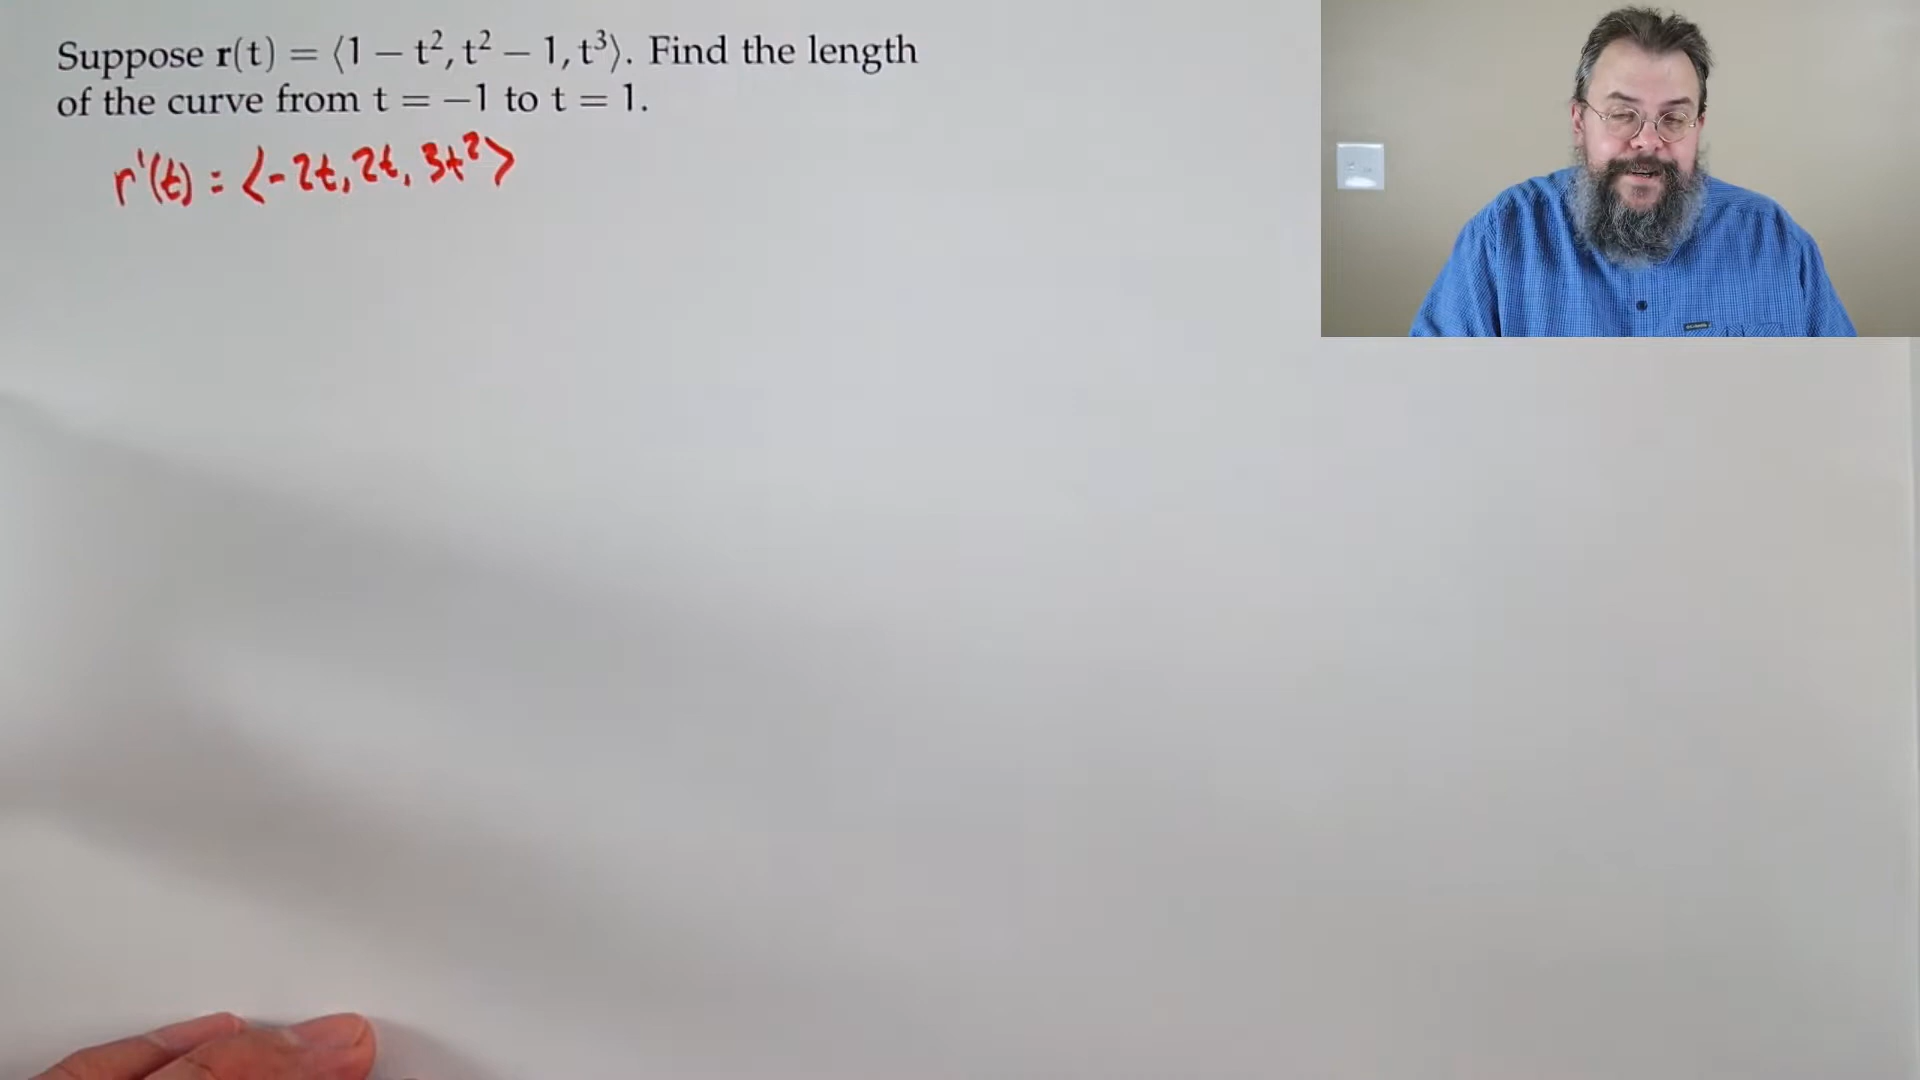 Suppose r(t) = ⟨1 − t², t² − 1, t³⟩. Find the length
of the curve from t = −1 to t = 1.
r'(t) = ⟨-2t, 2t, 3t²⟩